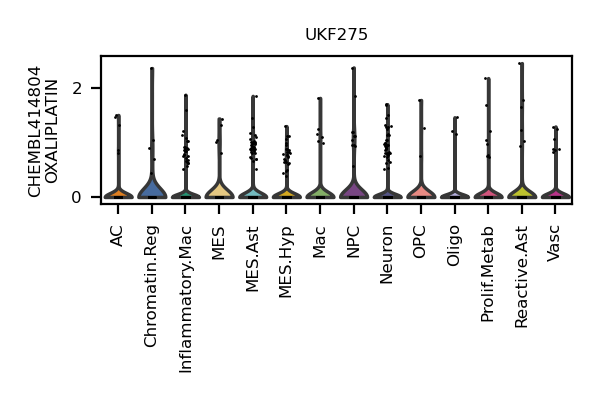 UKF275
CHEMBL414804
OXALIPLATIN
2
0
AC
Chromatin.Reg
Inflammatory.Mac
MES
MES.Ast
MES.Hyp
Mac
NPC
Neuron
OPC
Oligo
Prolif.Metab
Reactive.Ast
Vasc